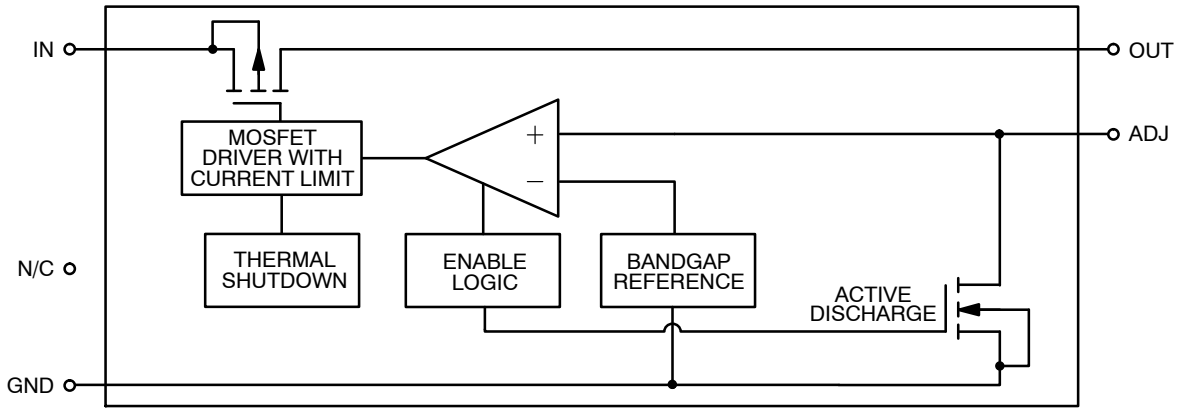 IN
OUT
MOSFET
DRIVER WITH
CURRENT LIMIT
+
ADJ
−
THERMAL
SHUTDOWN
ENABLE
LOGIC
BANDGAP
REFERENCE
N/C
ACTIVE
DISCHARGE
GND